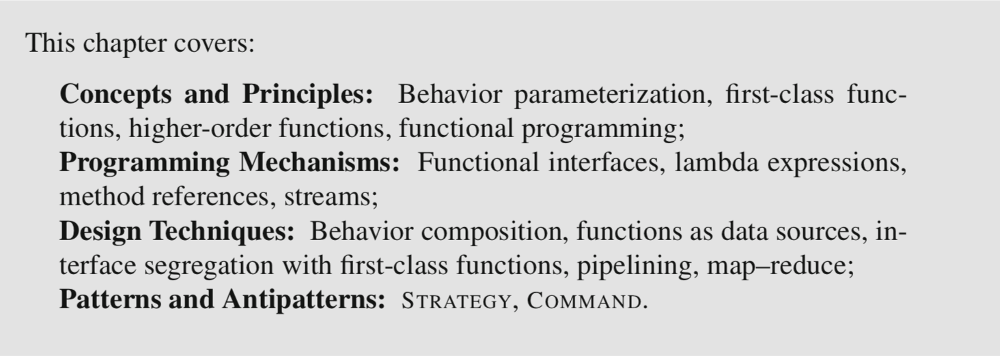 This chapter covers:
Concepts and Principles: Behavior parameterization, first-class func-
tions, higher-order functions, functional programming;
Programming Mechanisms: Functional interfaces, lambda expressions,
method references, streams;
Design Techniques: Behavior composition, functions as data sources, in-
terface segregation with first-class functions, pipelining, map–reduce;
Patterns and Antipatterns: STRATEGY, COMMAND.